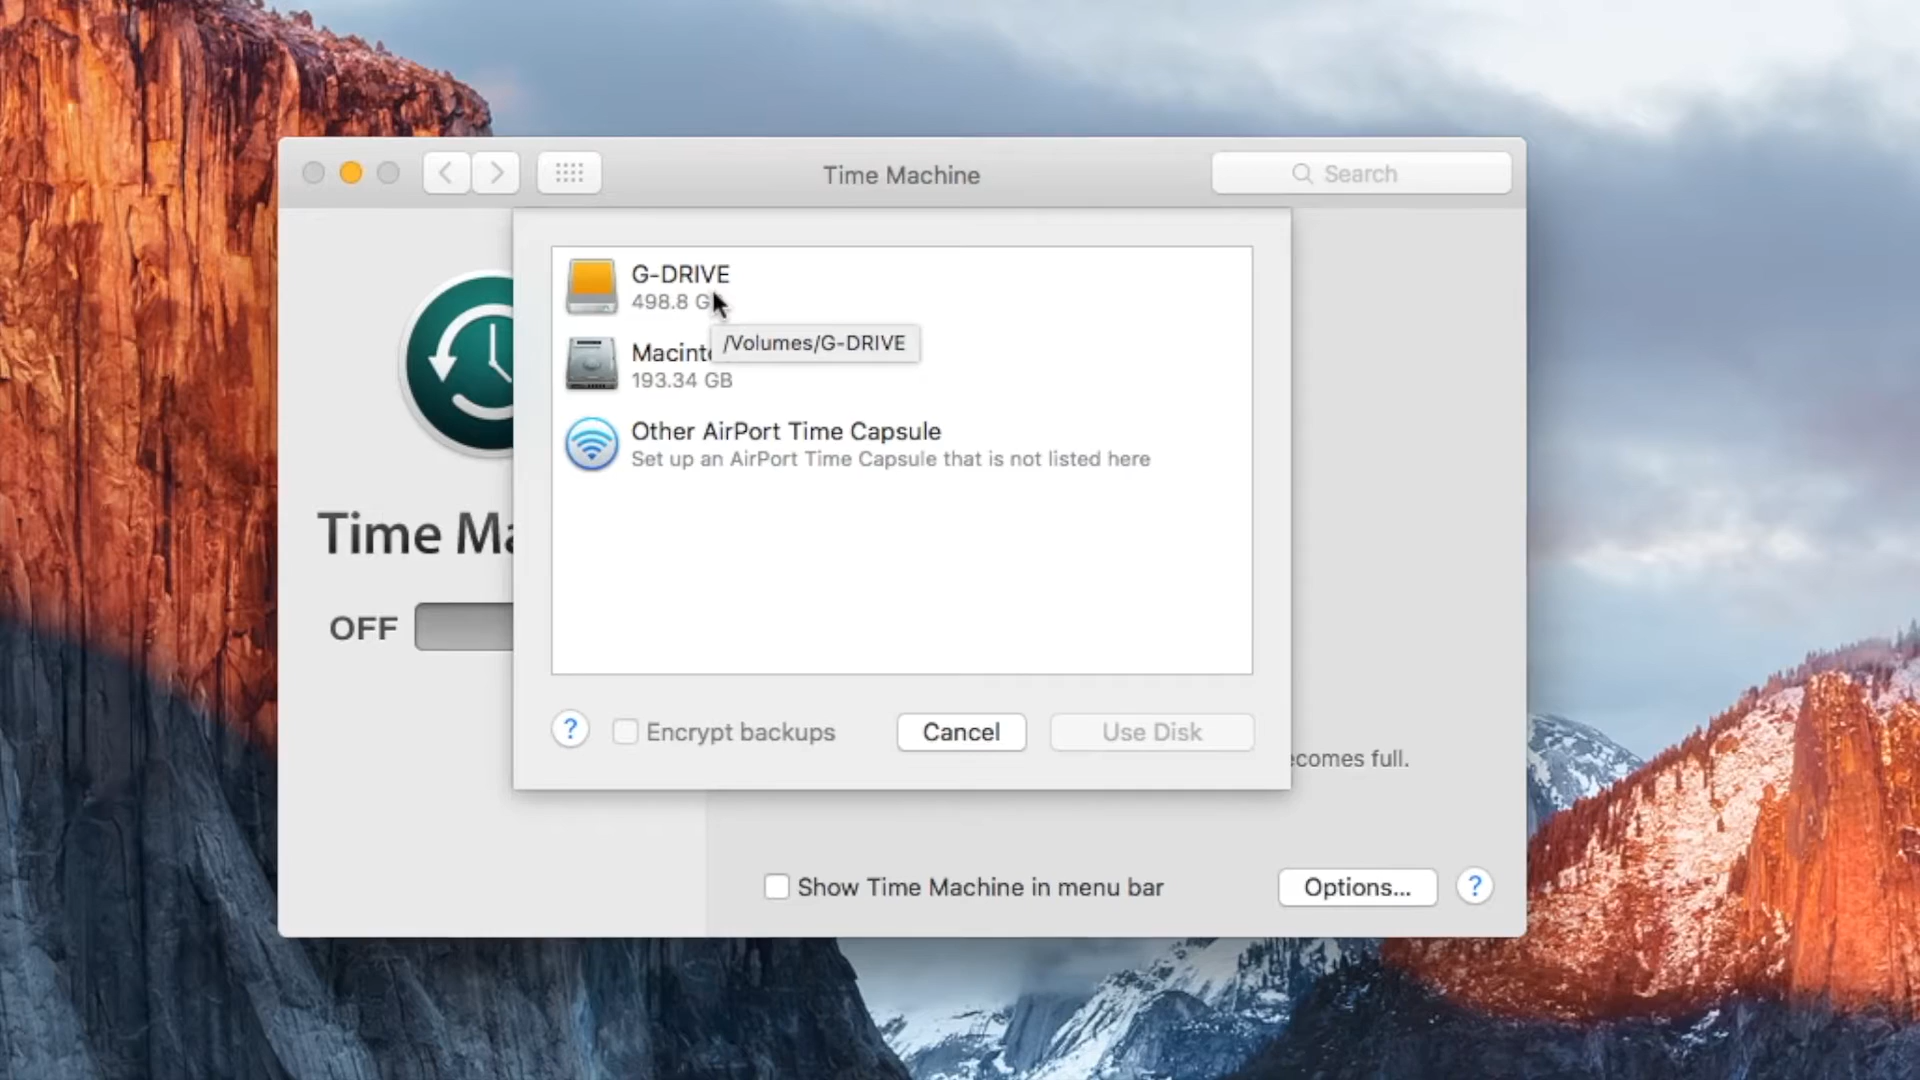 Time Machine
Search
G-DRIVE
498.8 G
/Volumes/G-DRIVE
Macint
193.34 GB
Other AirPort Time Capsule
Set up an AirPort Time Capsule that is not listed here
Time Ma
OFF
? Encrypt backups Cancel Use Disk
ecomes full.
Show Time Machine in menu bar Options... ?